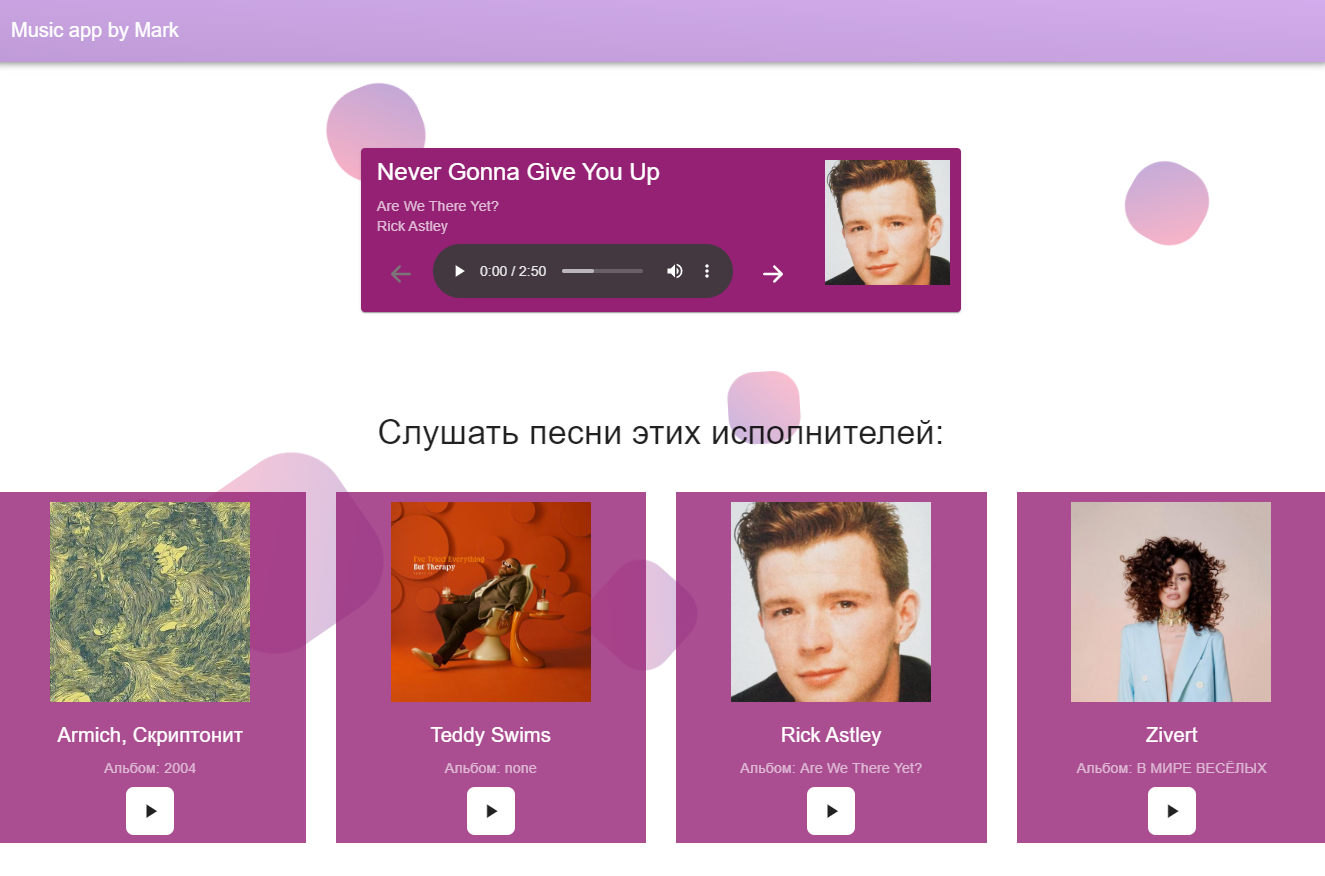 Music app by Mark
Never Gonna Give You Up
Are We There Yet?
Rick Astley
0:00 / 2:50
Слушать песни этих исполнителей:
I've Tried Everything
But Therapy
Armich, Скриптонит
Альбом: 2004
Teddy Swims
Альбом: none
Rick Astley
Альбом: Are We There Yet?
Zivert
Альбом: В МИРЕ ВЕСЁЛЫХ